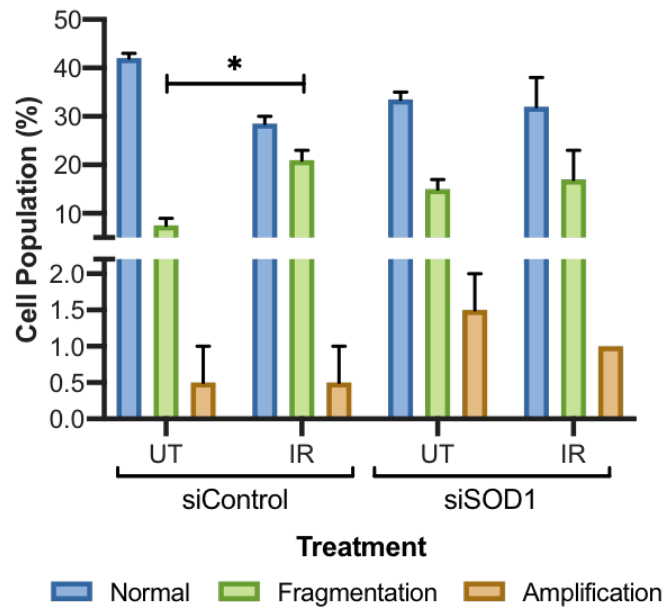 50
40
30
20
10
2.0
1.5
1.0
0.5
0.0
Cell Population (%)
*
UT IR UT IR
siControl siSOD1
Treatment
Normal Fragmentation Amplification